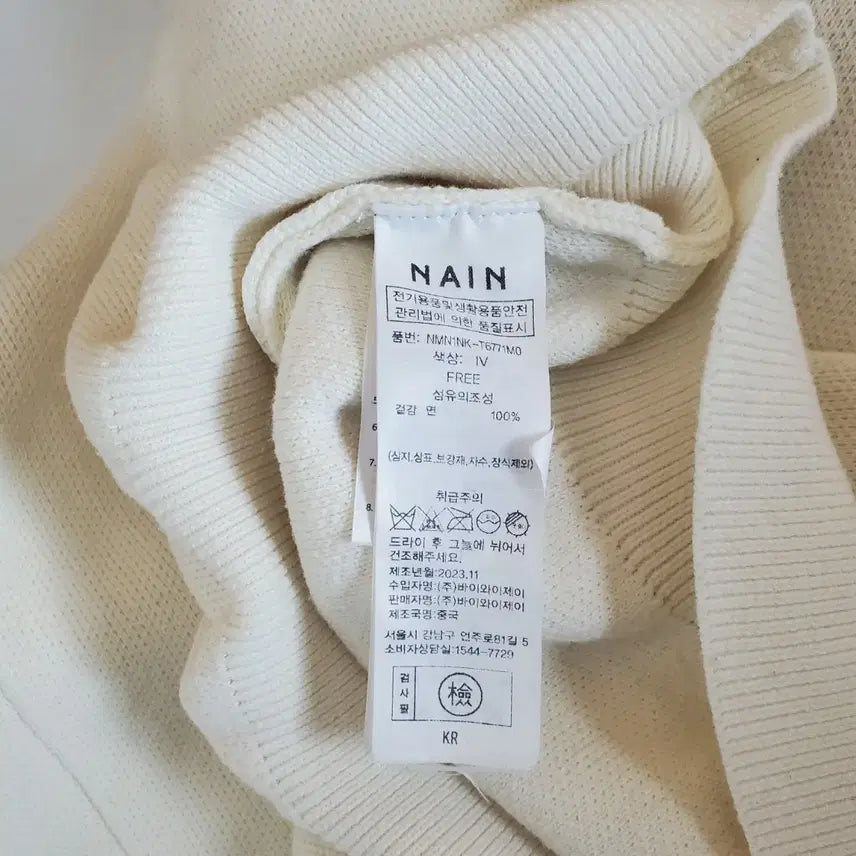 NAIN
전기용품및생활용품안전
관리법에 의한 품질표시
품번: NMN1NK-T6771M0
색상: IV
FREE
섬유의조성
겉감 면 100%
(심지,상표,보강재,자수,장식제외)
취급주의
드라이 후 그늘에 뉘어서
건조해주세요.
제조년월:2023.11
수입자명:(주)바이와이제이
판매자명:(주)바이와이제이
제조국명:중국
서울시 강남구 언주로81길 5
소비자상담실:1544-7729
검사필 檢
KR
6
7.
8.